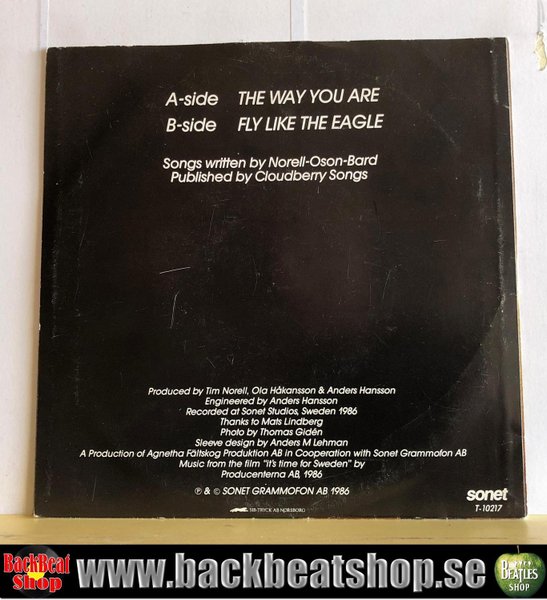 A-side THE WAY YOU ARE
B-side FLY LIKE THE EAGLE
Songs written by Norell-Oson-Bard
Published by Cloudberry Songs
Produced by Tim Norell, Ola Håkansson & Anders Hansson
Engineered by Anders Hansson
Recorded at Sonet Studios, Sweden 1986
Thanks to Mats Lindberg
Photo by Thomas Gidén
Sleeve design by Anders M Lehman
A Production of Agnetha Fältskog Produktion AB in Cooperation with Sonet Grammofon AB
Music from the film "it's time for Sweden" by
Producenterna AB, 1986
℗ & © SONET GRAMMOFON AB 1986
TIB-TRYCK AB NORSBORG
sonet
T-10217
BackBeat
Shop
www.backbeatshop.se
BEATLES
SHOP